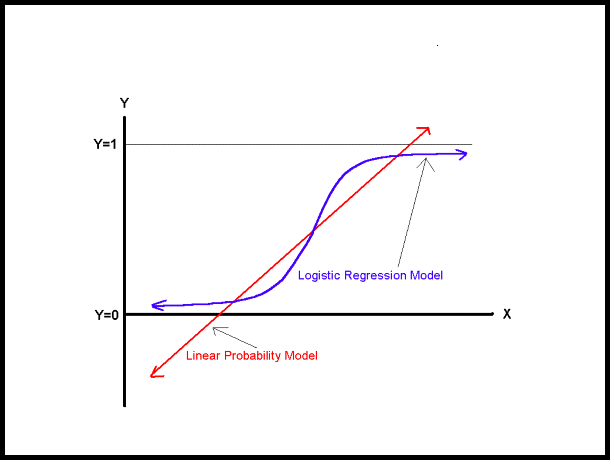 Y
Y=1
Logistic Regression Model
Y=0
X
Linear Probability Model